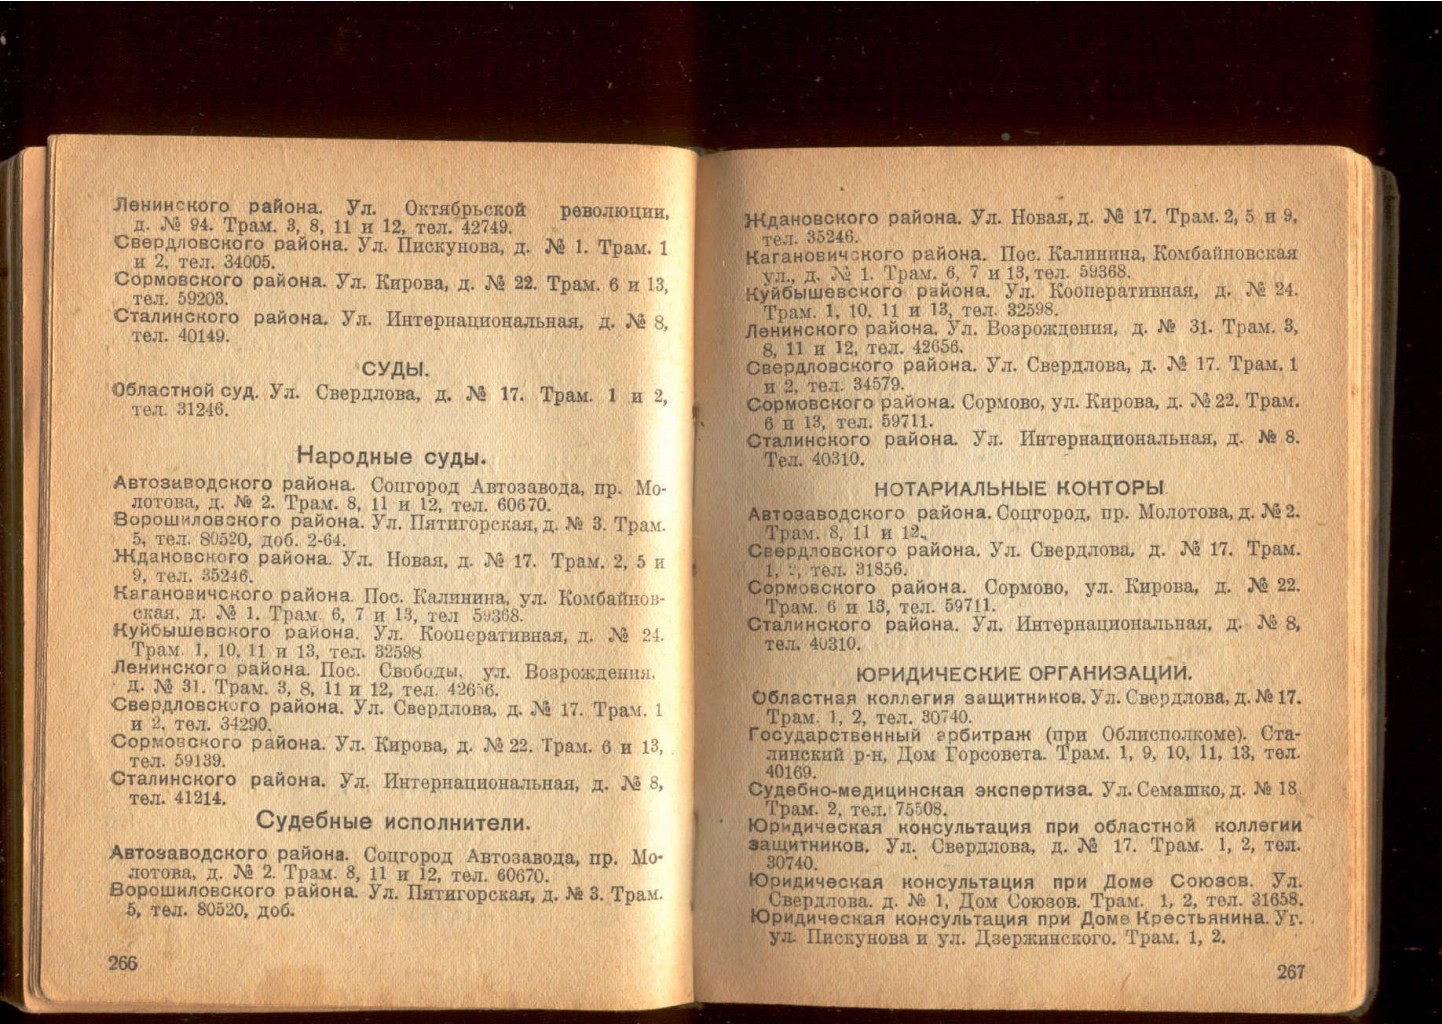 Ленинского района. Ул. Октябрьской революции,
д. № 94. Трам. 3, 8, 11 и 12, тел. 42749.
Свердловского района. Ул. Пискунова, д. № 1. Трам. 1
и 2, тел. 34005.
Сормовского района. Ул. Кирова, д. № 22. Трам. 6 и 13,
тел. 59203.
Сталинского района. Ул. Интернациональная, д. № 8,
тел. 40149.
СУДЫ.
Областной суд. Ул. Свердлова, д. № 17. Трам. 1 и 2,
тел. 31246.
Народные суды.
Автозаводского района. Соцгород Автозавода, пр. Мо-
лотова, д. № 2. Трам. 8, 11 и 12, тел. 60670.
Ворошиловского района. Ул. Пятигорская, д. № 3. Трам.
5, тел. 80520, доб. 2-64.
Ждановского района. Ул. Новая, д. № 17. Трам. 2, 5 и
9, тел. 35246.
Кагановичского района. Пос. Калинина, ул. Комбайнов-
ская, д. № 1. Трам. 6, 7 и 13, тел 59368.
Куйбышевского района. Ул. Кооперативная, д. № 24.
Трам. 1, 10, 11 и 13, тел. 32598
Ленинского района. Пос. Свободы, ул. Возрождения,
д. № 31. Трам. 3, 8, 11 и 12, тел. 42656.
Свердловского района. Ул. Свердлова, д. № 17. Трам. 1
и 2, тел. 34290.
Сормовского района. Ул. Кирова, д. № 22. Трам. 6 и 13,
тел. 59139.
Сталинского района. Ул. Интернациональная, д. № 8,
тел. 41214.
Судебные исполнители.
Автозаводского района. Соцгород Автозавода, пр. Мо-
лотова, д. № 2. Трам. 8, 11 и 12, тел. 60670.
Ворошиловского района. Ул. Пятигорская, д. № 3. Трам.
5, тел. 80520, доб.
266
Ждановского района. Ул. Новая, д. № 17. Трам. 2, 5 и 9,
тел. 35246.
Кагановичского района. Пос. Калинина, Комбайновская
ул., д. № 1. Трам. 6, 7 и 13, тел. 59368.
Куйбышевского района. Ул. Кооперативная, д. № 24.
Трам. 1, 10, 11 и 13, тел. 32598.
Ленинского района. Ул. Возрождения, д. № 31. Трам. 3,
8, 11 и 12, тел. 42656.
Свердловского района. Ул. Свердлова, д. № 17. Трам. 1
и 2, тел. 34579.
Сормовского района. Сормово, ул. Кирова, д. № 22. Трам.
6 и 13, тел. 59711.
Сталинского района. Ул. Интернациональная, д. № 8.
Тел. 40310.
НОТАРИАЛЬНЫЕ КОНТОРЫ
Автозаводского района. Соцгород, пр. Молотова, д. № 2.
Трам. 8, 11 и 12.
Свердловского района. Ул. Свердлова, д. № 17. Трам.
1, 2, тел. 31856.
Сормовского района. Сормово, ул. Кирова, д. № 22.
Трам. 6 и 13, тел. 59711.
Сталинского района. Ул. Интернациональная, д. № 8,
тел. 40310.
ЮРИДИЧЕСКИЕ ОРГАНИЗАЦИИ.
Областная коллегия защитников. Ул. Свердлова, д. № 17.
Трам. 1, 2, тел. 30740.
Государственный арбитраж (при Облисполкоме). Ста-
линский р-н, Дом Горсовета. Трам. 1, 9, 10, 11, 13, тел.
40169.
Судебно-медицинская экспертиза. Ул. Семашко, д. № 18
Трам. 2, тел. 75508.
Юридическая консультация при областной коллегии
защитников. Ул. Свердлова, д. № 17. Трам. 1, 2, тел.
30740.
Юридическая консультация при Доме Союзов. Ул.
Свердлова. д. № 1, Дом Союзов. Трам. 1, 2, тел. 31658.
Юридическая консультация при Доме Крестьянина. Уг.
ул. Пискунова и ул. Дзержинского. Трам. 1, 2.
267